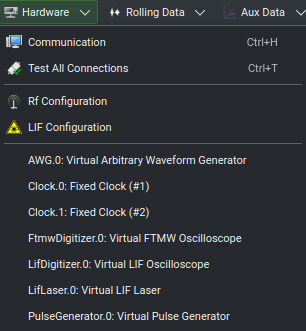 Hardware Rolling Data Aux Data
Communication Ctrl+H
Test All Connections Ctrl+T
Rf Configuration
LIF Configuration
AWG.0: Virtual Arbitrary Waveform Generator
Clock.0: Fixed Clock (#1)
Clock.1: Fixed Clock (#2)
FtmwDigitizer.0: Virtual FTMW Oscilloscope
LifDigitizer.0: Virtual LIF Oscilloscope
LifLaser.0: Virtual LIF Laser
PulseGenerator.0: Virtual Pulse Generator